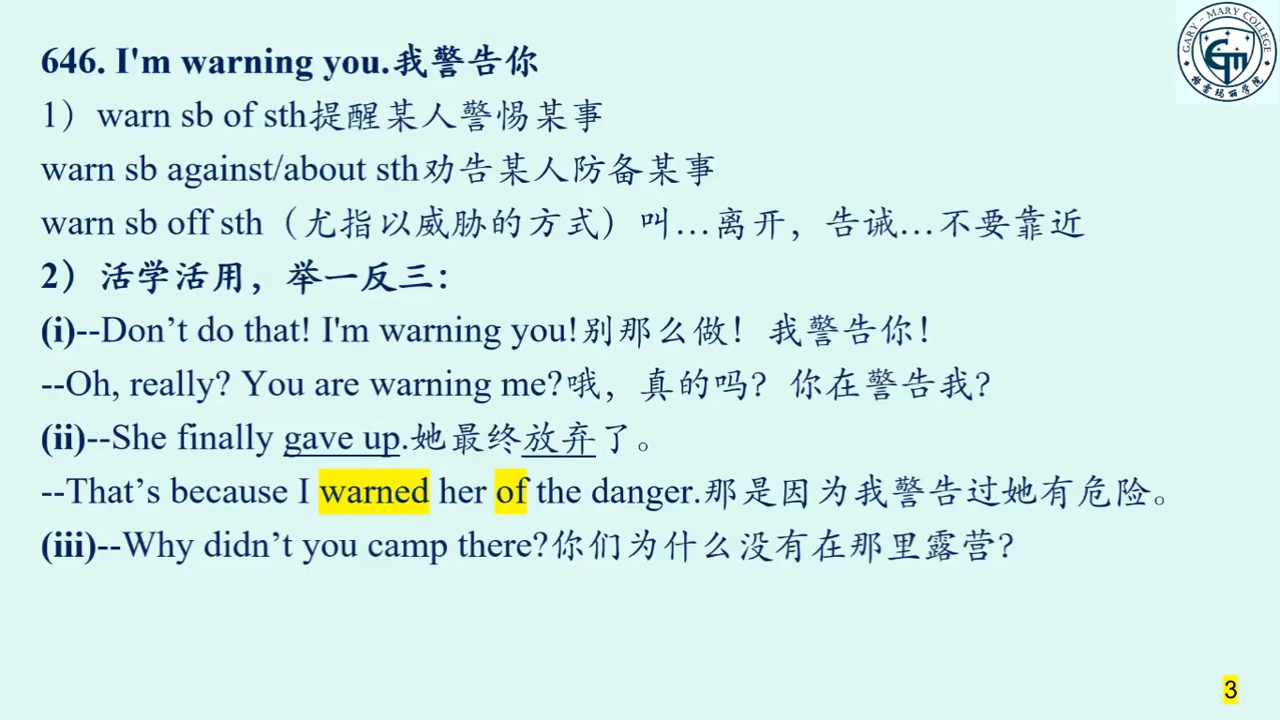 646. I'm warning you.我警告你
1）warn sb of sth提醒某人警惕某事
warn sb against/about sth劝告某人防备某事
warn sb off sth（尤指以威胁的方式）叫…离开，告诫…不要靠近
2）活学活用，举一反三：
(i)--Don’t do that! I'm warning you!别那么做！我警告你！
--Oh, really? You are warning me?哦，真的吗？你在警告我？
(ii)--She finally gave up.她最终放弃了。
--That’s because I warned her of the danger.那是因为我警告过她有危险。
(iii)--Why didn’t you camp there?你们为什么没有在那里露营？
GARY - MARY COLLEGE
格雷玛丽学院
3